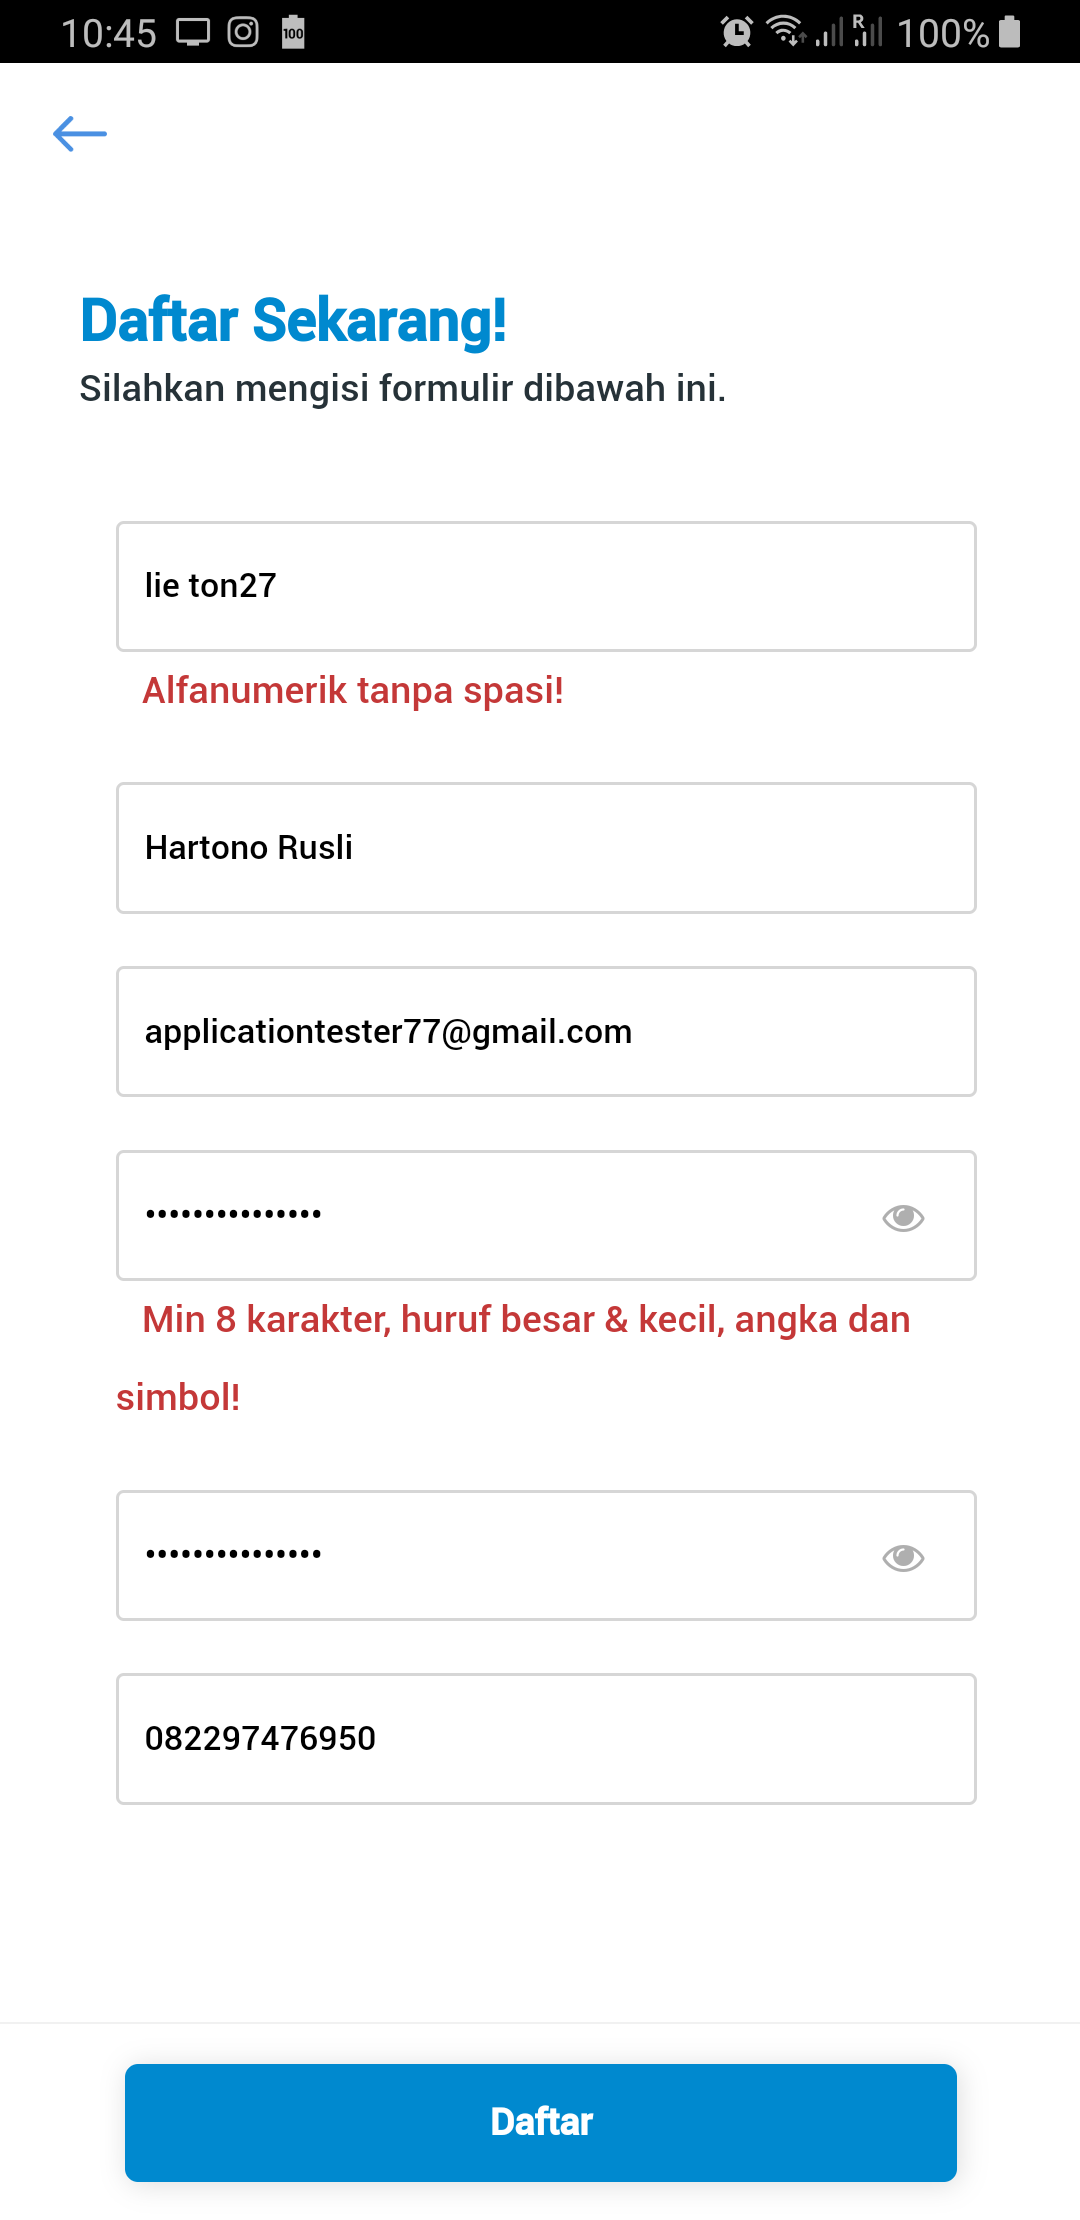 10:45 100 R 100%
Daftar Sekarang!
Silahkan mengisi formulir dibawah ini.
lie ton27
Alfanumerik tanpa spasi!
Hartono Rusli
applicationtester77@gmail.com
•••••••••••••••
Min 8 karakter, huruf besar & kecil, angka dan
simbol!
•••••••••••••••
082297476950
Daftar